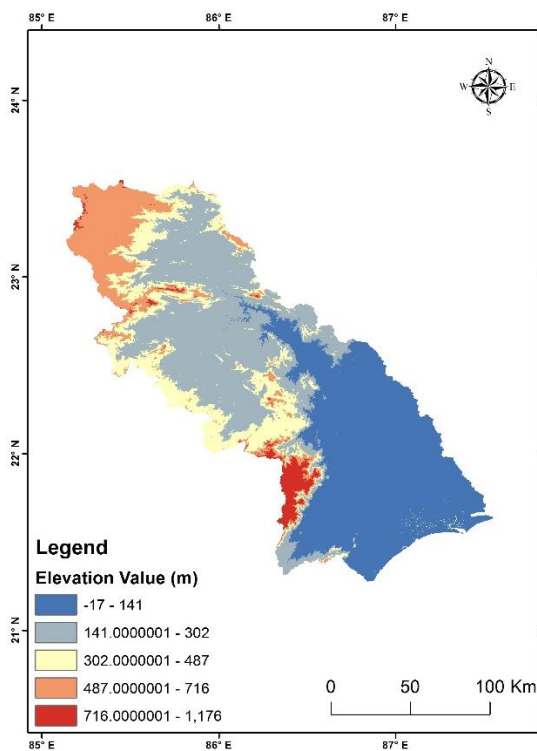 85° E 86° E 87° E
N
W E
S
24° N
23° N
22° N
21° N
Legend
Elevation Value (m)
-17 - 141
141.0000001 - 302
302.0000001 - 487
487.0000001 - 716
716.0000001 - 1,176
0 50 100 Km
85° E 86° E 87° E